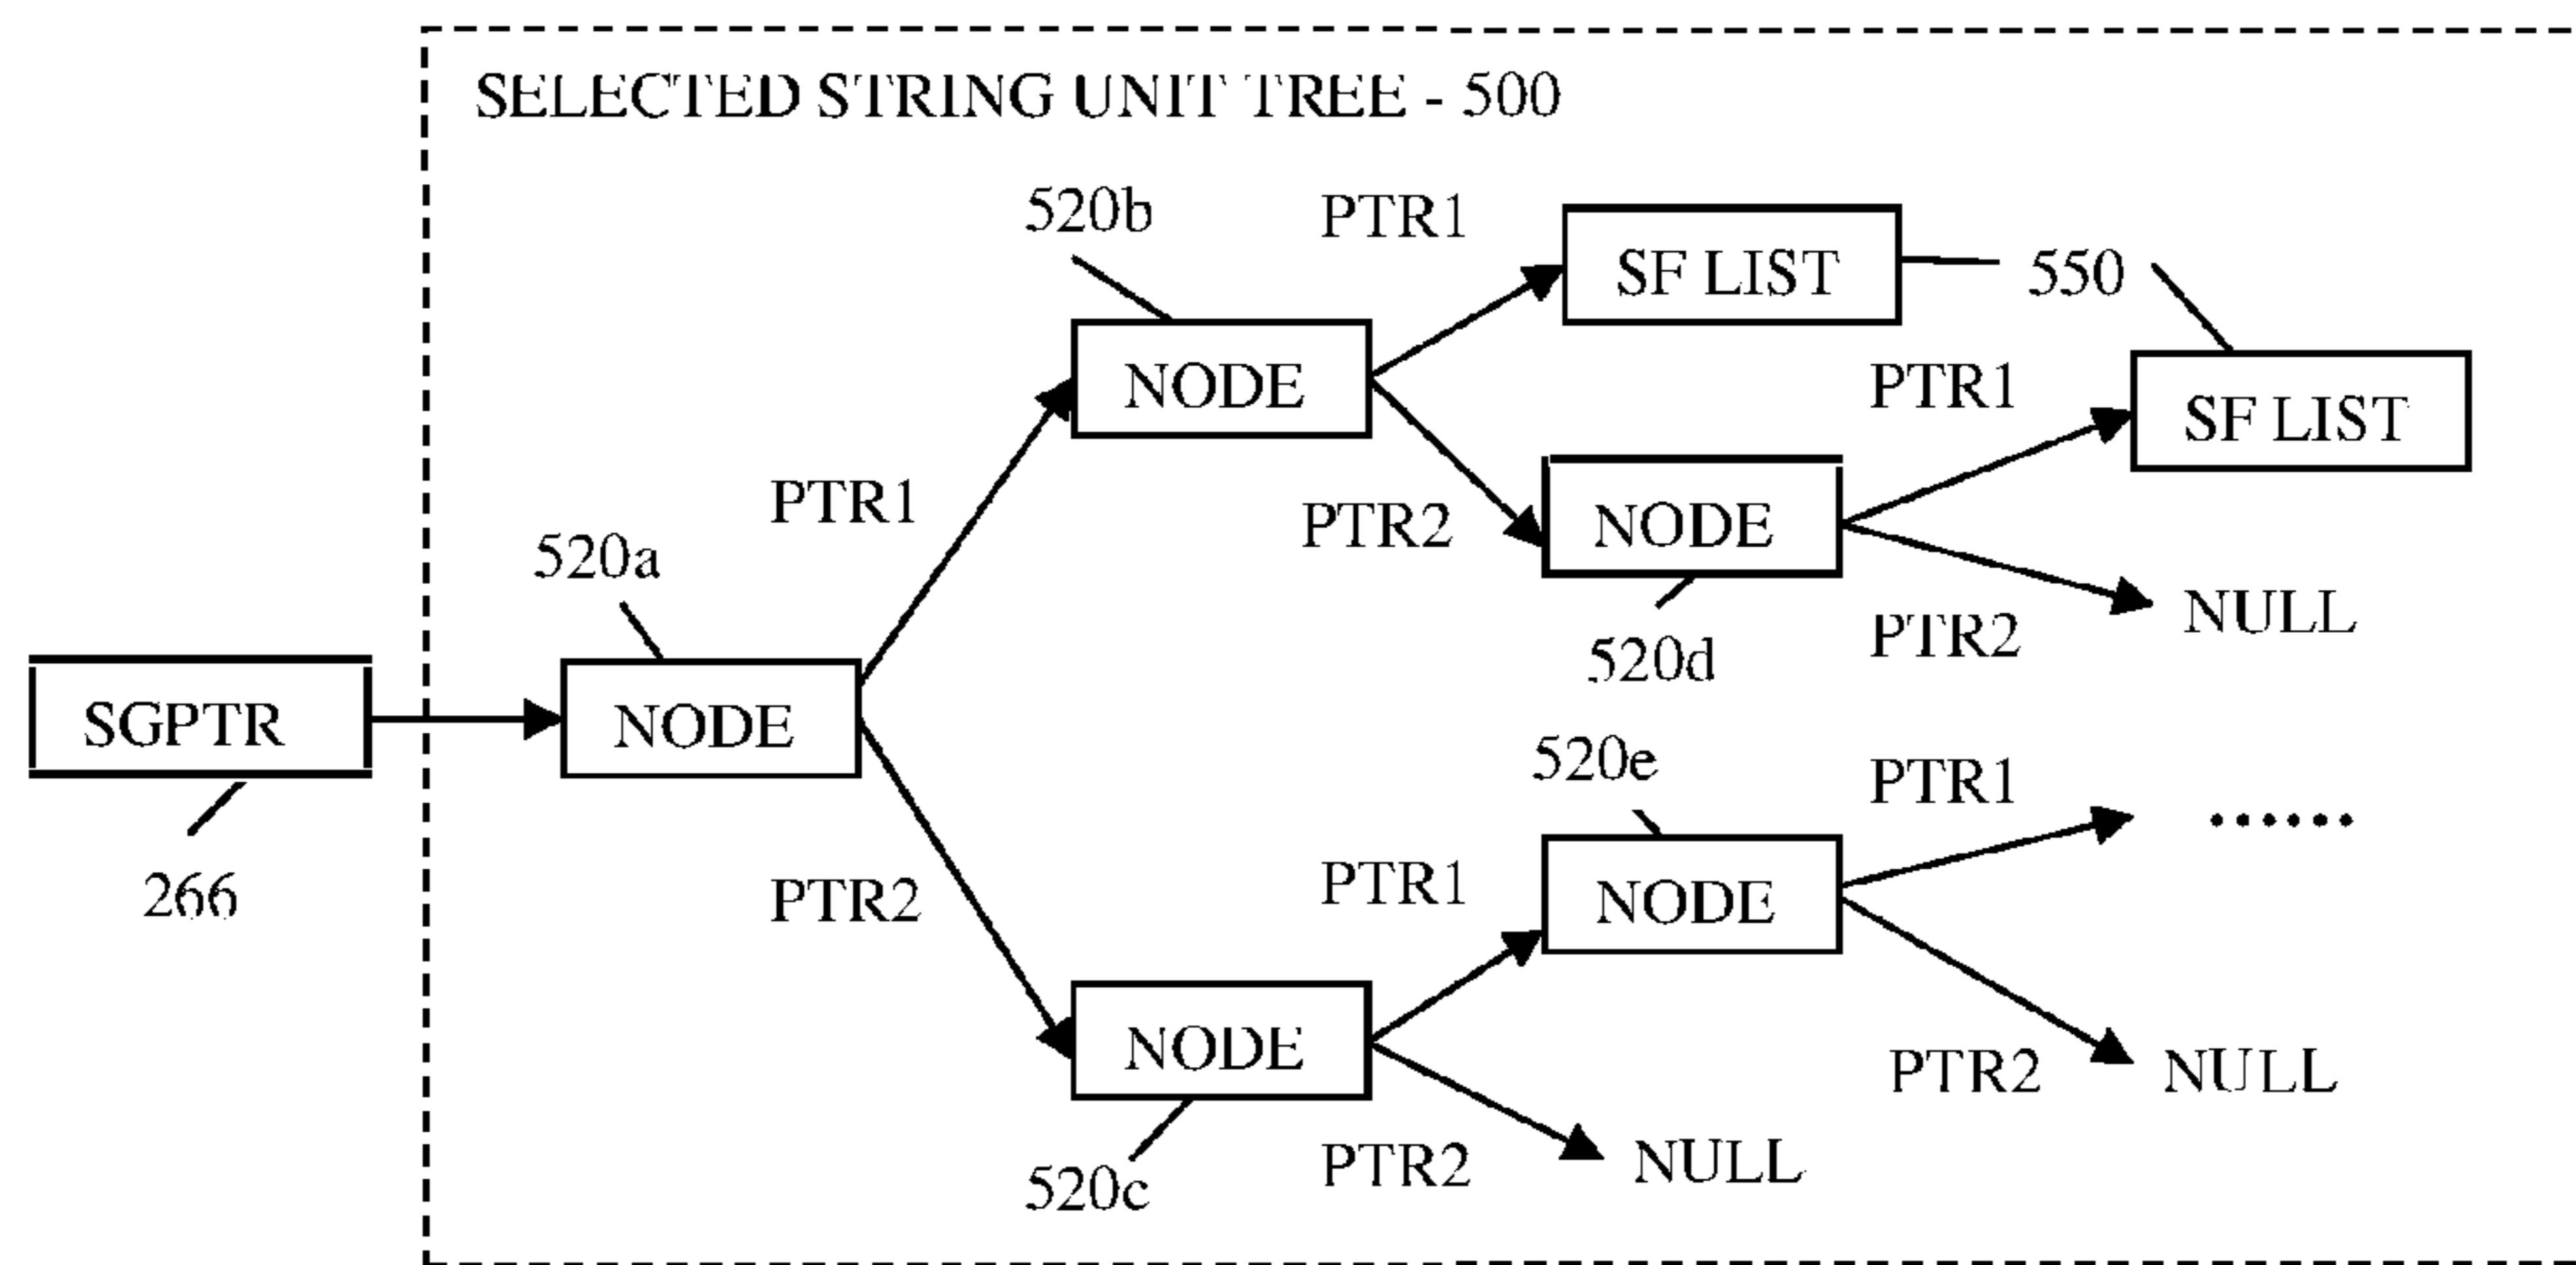 SELECTED STRING UNIT TREE - 500
520b
PTR1
SF LIST
550
NODE
PTR1
SF LIST
PTR1
PTR2
NODE
520a
PTR2
NULL
520d
SGPTR
NODE
520e
PTR1
266
PTR2
PTR1
NODE
......
NODE
PTR2
NULL
520c
PTR2
NULL